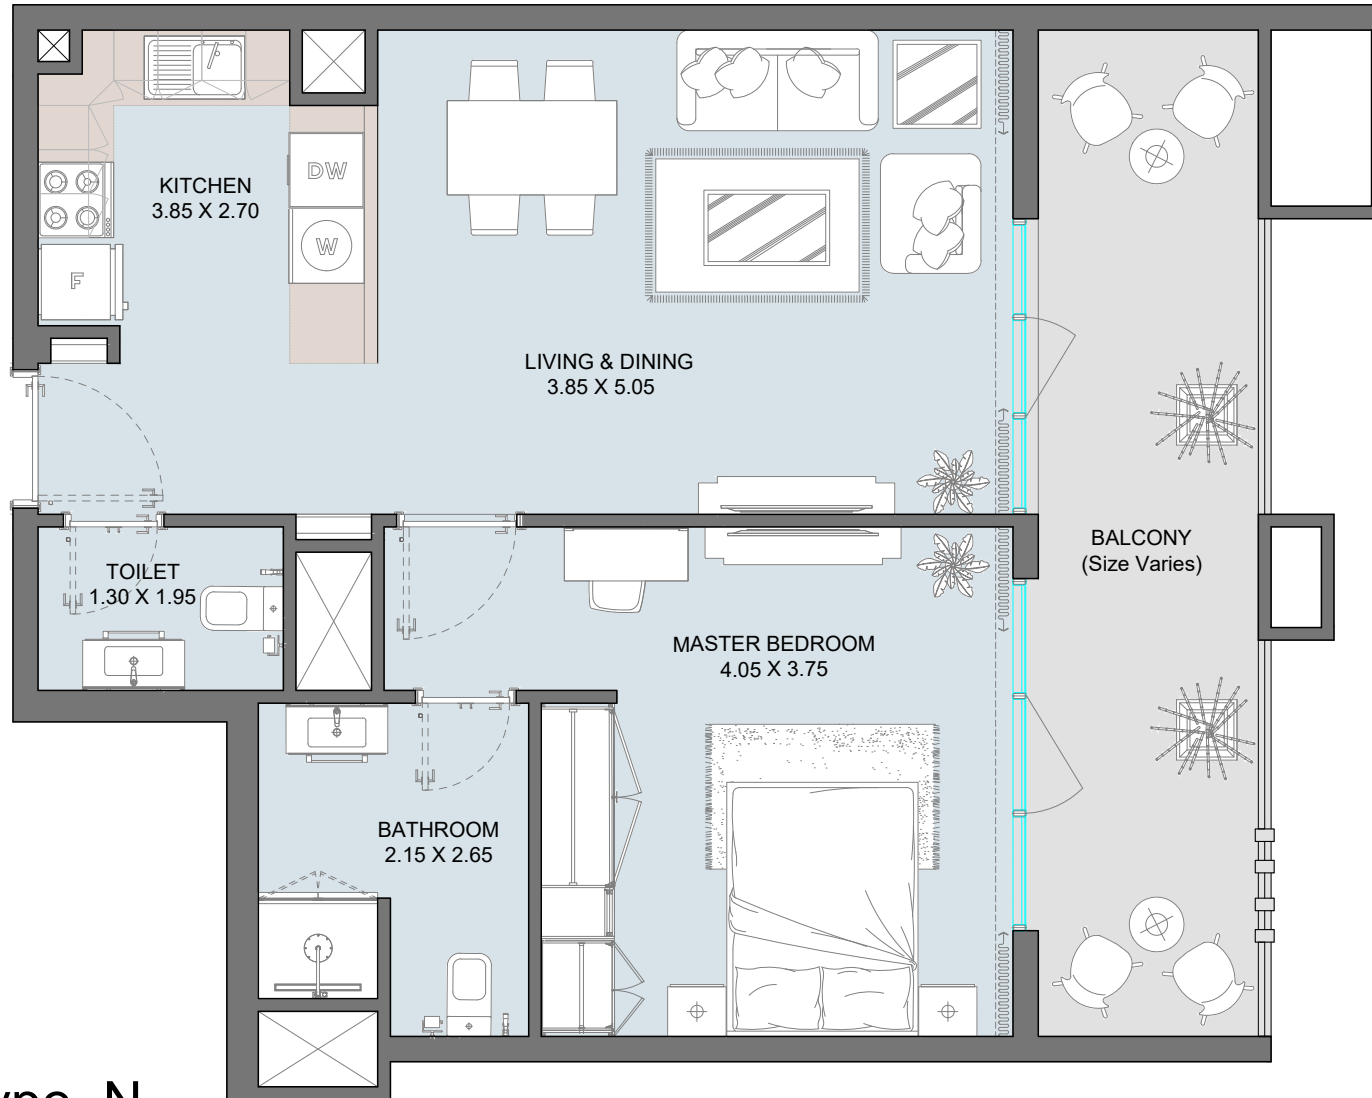 KITCHEN
3.85 X 2.70
DW
W
F
LIVING & DINING
3.85 X 5.05
BALCONY
(Size Varies)
TOILET
1.30 X 1.95
MASTER BEDROOM
4.05 X 3.75
BATHROOM
2.15 X 2.65
N